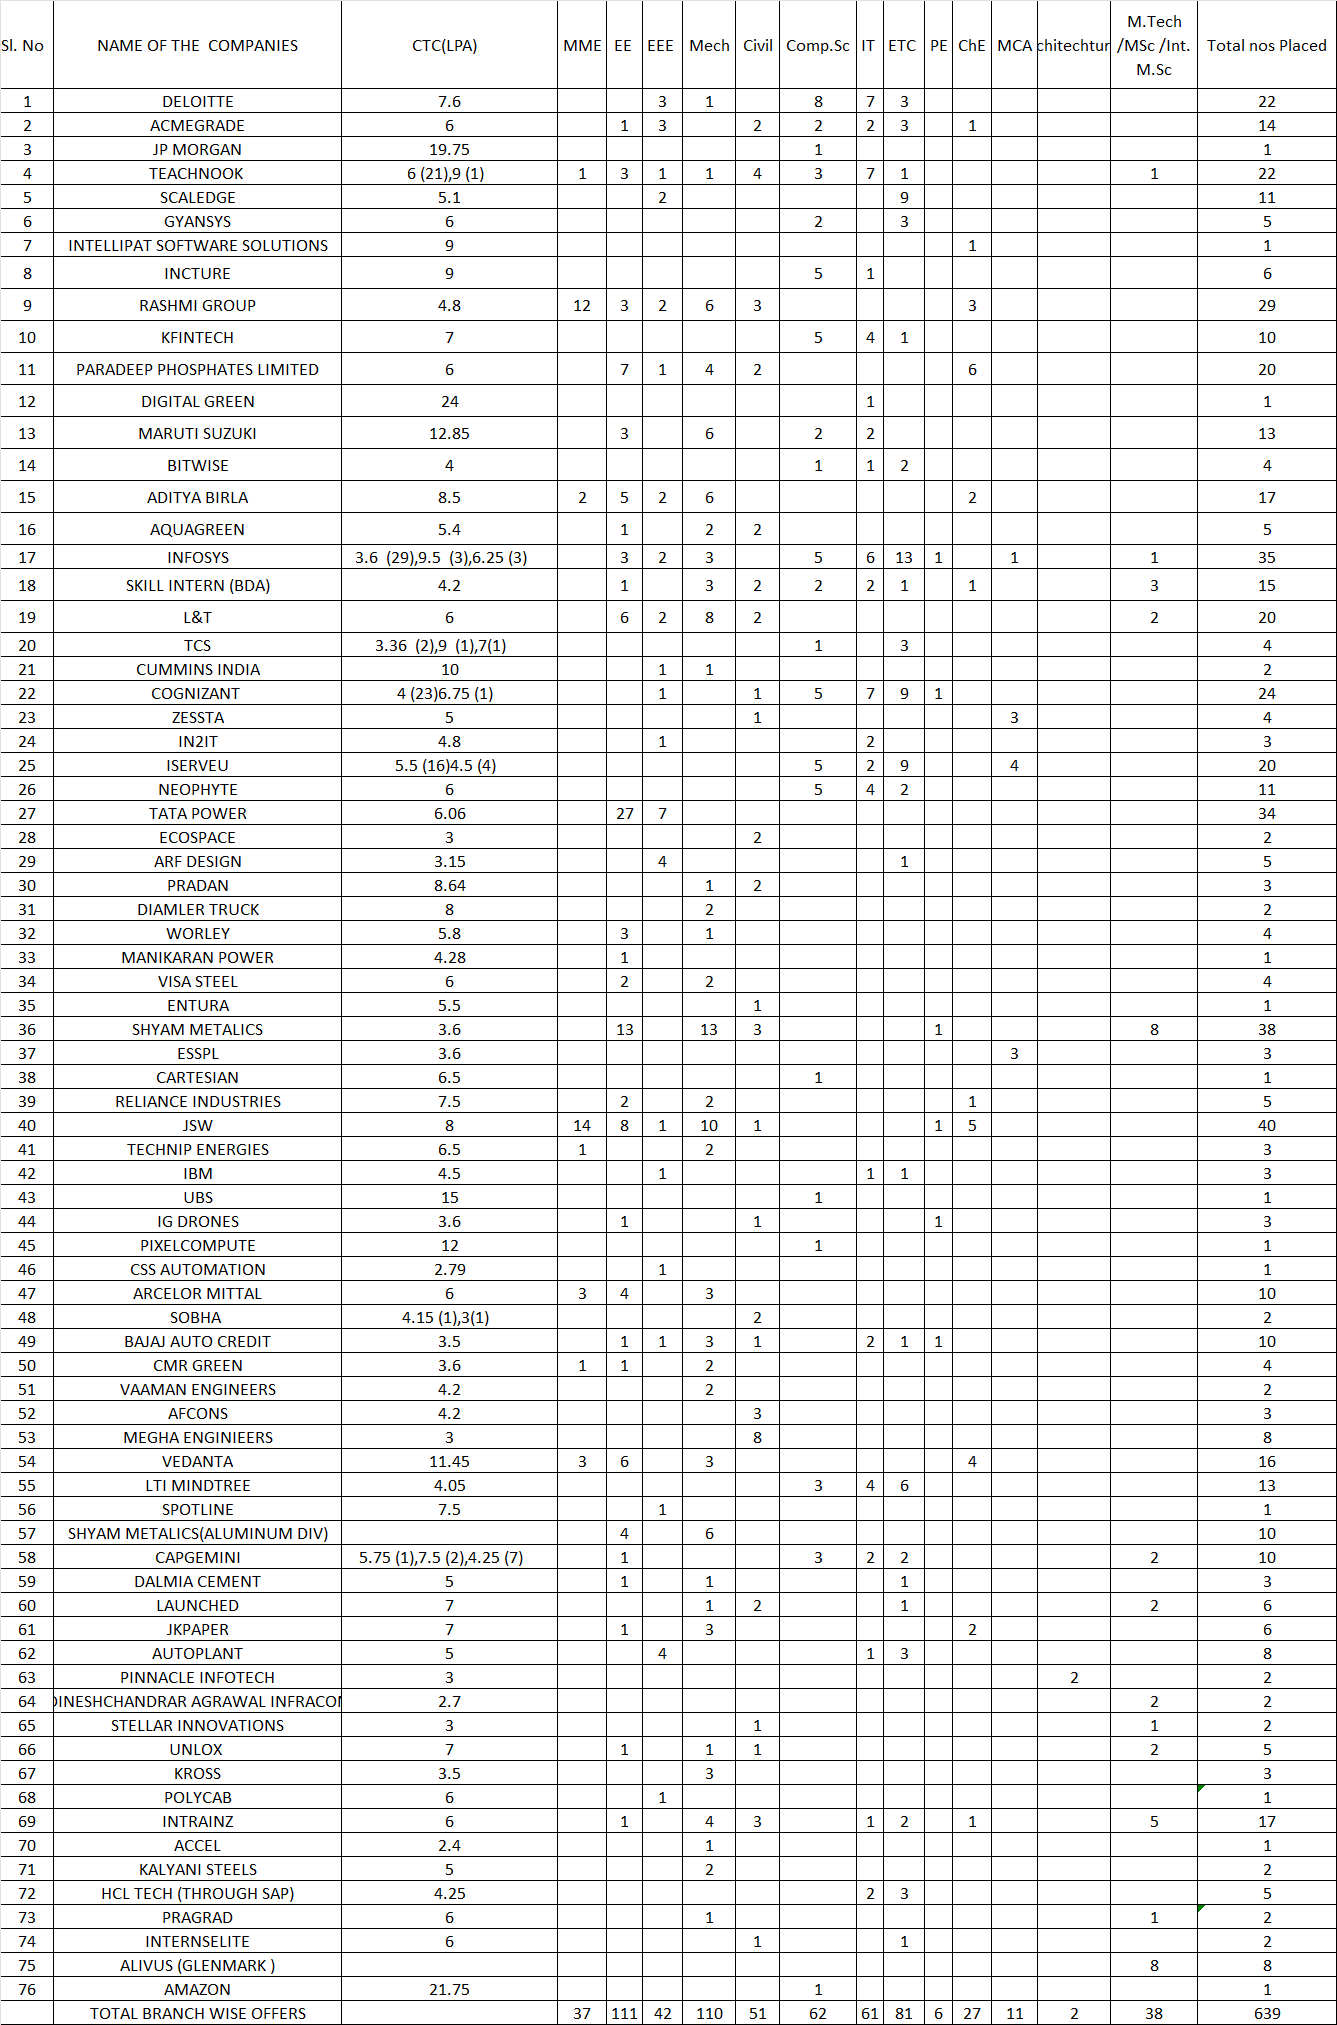 Sl. No NAME OF THE COMPANIES CTC(LPA) MME EE EEE Mech Civil Comp.Sc IT ETC PE ChE MCA chitechtur M.Tech /MSc /Int. M.Sc Total nos Placed
1 DELOITTE 7.6 3 1 8 7 3 22
2 ACMEGRADE 6 1 3 2 2 2 3 1 14
3 JP MORGAN 19.75 1 1
4 TEACHNOOK 6 (21),9 (1) 1 3 1 1 4 3 7 1 1 22
5 SCALEDGE 5.1 2 9 11
6 GYANSYS 6 2 3 5
7 INTELLIPAT SOFTWARE SOLUTIONS 9 1 1
8 INCTURE 9 5 1 6
9 RASHMI GROUP 4.8 12 3 2 6 3 3 29
10 KFINTECH 7 5 4 1 10
11 PARADEEP PHOSPHATES LIMITED 6 7 1 4 2 6 20
12 DIGITAL GREEN 24 1 1
13 MARUTI SUZUKI 12.85 3 6 2 2 13
14 BITWISE 4 1 1 2 4
15 ADITYA BIRLA 8.5 2 5 2 6 2 17
16 AQUAGREEN 5.4 1 2 2 5
17 INFOSYS 3.6 (29),9.5 (3),6.25 (3) 3 2 3 5 6 13 1 1 1 35
18 SKILL INTERN (BDA) 4.2 1 3 2 2 2 1 1 3 15
19 L&T 6 6 2 8 2 2 20
20 TCS 3.36 (2),9 (1),7(1) 1 3 4
21 CUMMINS INDIA 10 1 1 2
22 COGNIZANT 4 (23)6.75 (1) 1 1 5 7 9 1 24
23 ZESSTA 5 1 3 4
24 IN2IT 4.8 1 2 3
25 ISERVEU 5.5 (16)4.5 (4) 5 2 9 4 20
26 NEOPHYTE 6 5 4 2 11
27 TATA POWER 6.06 27 7 34
28 ECOSPACE 3 2 2
29 ARF DESIGN 3.15 4 1 5
30 PRADAN 8.64 1 2 3
31 DIAMLER TRUCK 8 2 2
32 WORLEY 5.8 3 1 4
33 MANIKARAN POWER 4.28 1 1
34 VISA STEEL 6 2 2 4
35 ENTURA 5.5 1 1
36 SHYAM METALICS 3.6 13 13 3 1 8 38
37 ESSPL 3.6 3 3
38 CARTESIAN 6.5 1 1
39 RELIANCE INDUSTRIES 7.5 2 2 1 5
40 JSW 8 14 8 1 10 1 1 5 40
41 TECHNIP ENERGIES 6.5 1 2 3
42 IBM 4.5 1 1 1 3
43 UBS 15 1 1
44 IG DRONES 3.6 1 1 1 3
45 PIXELCOMPUTE 12 1 1
46 CSS AUTOMATION 2.79 1 1
47 ARCELOR MITTAL 6 3 4 3 10
48 SOBHA 4.15 (1),3(1) 2 2
49 BAJAJ AUTO CREDIT 3.5 1 1 3 1 2 1 1 10
50 CMR GREEN 3.6 1 1 2 4
51 VAAMAN ENGINEERS 4.2 2 2
52 AFCONS 4.2 3 3
53 MEGHA ENGINIEERS 3 8 8
54 VEDANTA 11.45 3 6 3 4 16
55 LTI MINDTREE 4.05 3 4 6 13
56 SPOTLINE 7.5 1 1
57 SHYAM METALICS(ALUMINUM DIV) 4 6 10
58 CAPGEMINI 5.75 (1),7.5 (2),4.25 (7) 1 3 2 2 2 10
59 DALMIA CEMENT 5 1 1 1 3
60 LAUNCHED 7 1 2 1 2 6
61 JKPAPER 7 1 3 2 6
62 AUTOPLANT 5 4 1 3 8
63 PINNACLE INFOTECH 3 2 2
64 DINESHCHANDRAR AGRAWAL INFRACON 2.7 2 2
65 STELLAR INNOVATIONS 3 1 1 2
66 UNLOX 7 1 1 1 2 5
67 KROSS 3.5 3 3
68 POLYCAB 6 1 1
69 INTRAINZ 6 1 4 3 1 2 1 5 17
70 ACCEL 2.4 1 1
71 KALYANI STEELS 5 2 2
72 HCL TECH (THROUGH SAP) 4.25 2 3 5
73 PRAGRAD 6 1 1 2
74 INTERNSELITE 6 1 1 2
75 ALIVUS (GLENMARK ) 8 8
76 AMAZON 21.75 1 1
TOTAL BRANCH WISE OFFERS 37 111 42 110 51 62 61 81 6 27 11 2 38 639